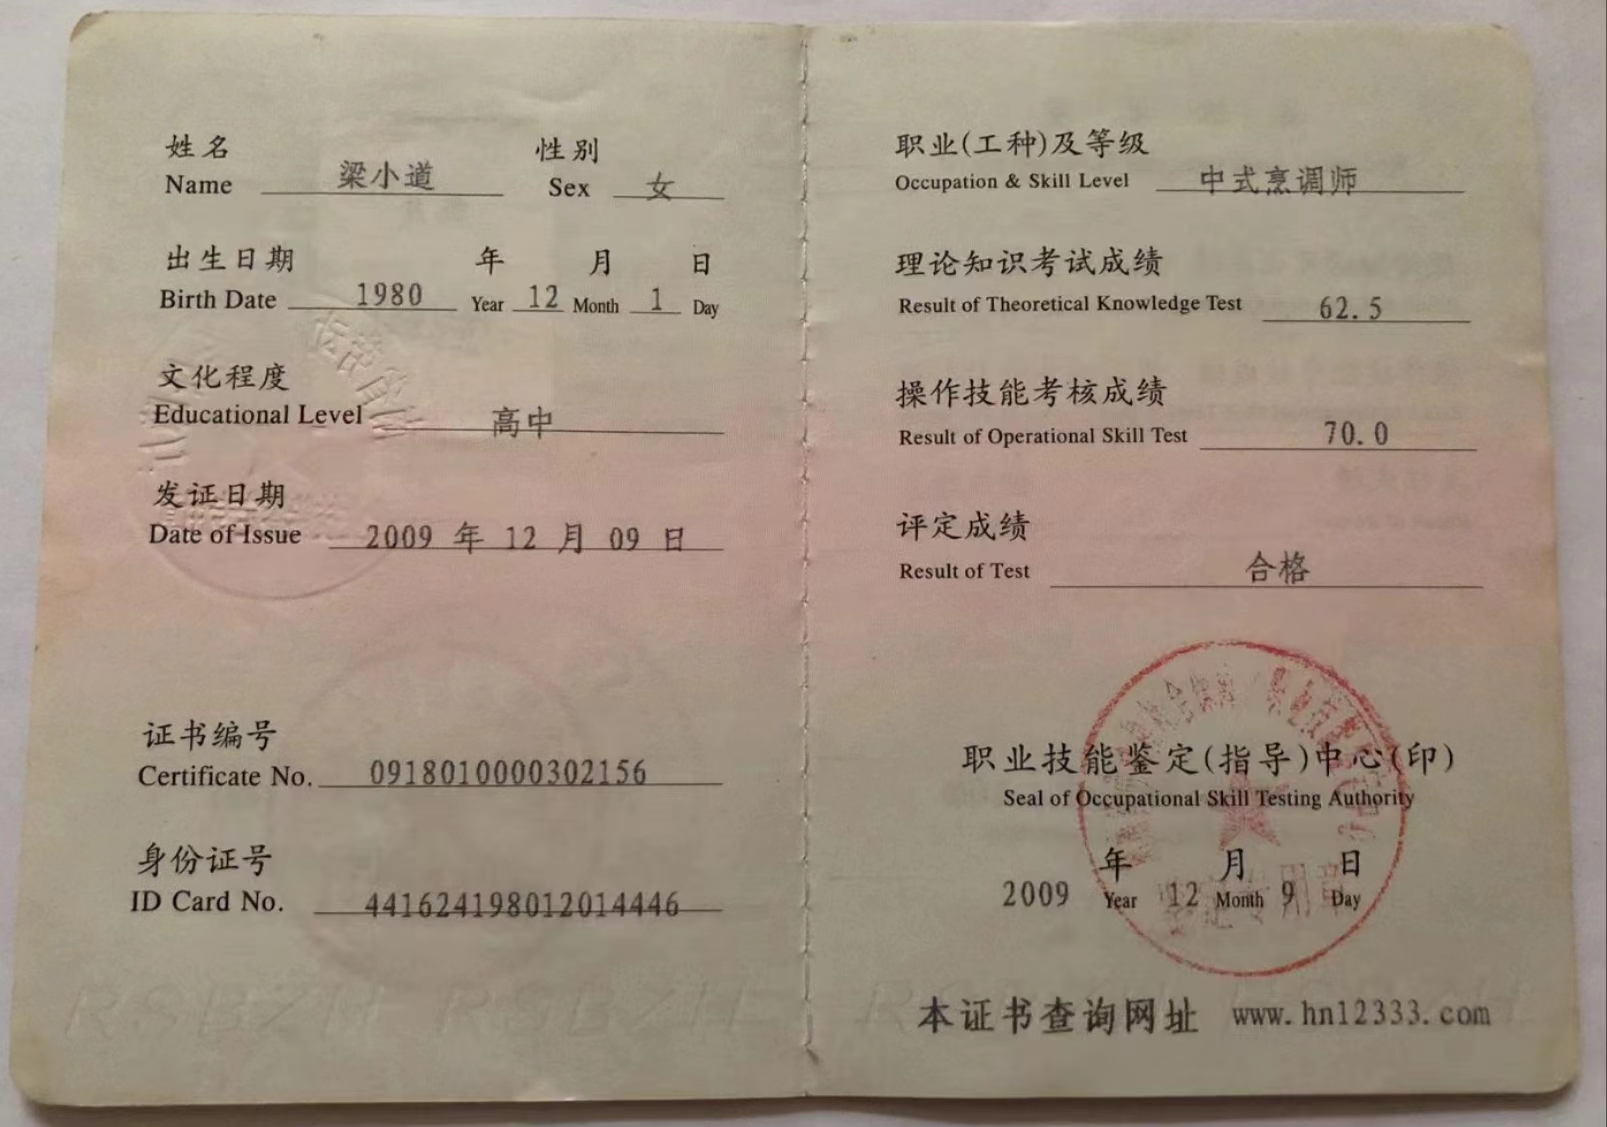 姓名 梁小道 性别 女
Name Sex
出生日期 年 月 日
Birth Date 1980 Year 12 Month 1 Day
文化程度
Educational Level 高中
发证日期
Date of Issue 2009 年 12 月 09 日
证书编号
Certificate No. 0918010000302156
身份证号
ID Card No. 441624198012014446
RSBZH RSBZH
职业(工种)及等级
Occupation & Skill Level 中式烹调师
理论知识考试成绩
Result of Theoretical Knowledge Test 62.5
操作技能考核成绩
Result of Operational Skill Test 70.0
评定成绩
Result of Test 合格
职业技能鉴定(指导)中心(印)
Seal of Occupational Skill Testing Authority
年 月 日
2009 Year 12 Month 9 Day
本证书查询网址 www.hn12333.com